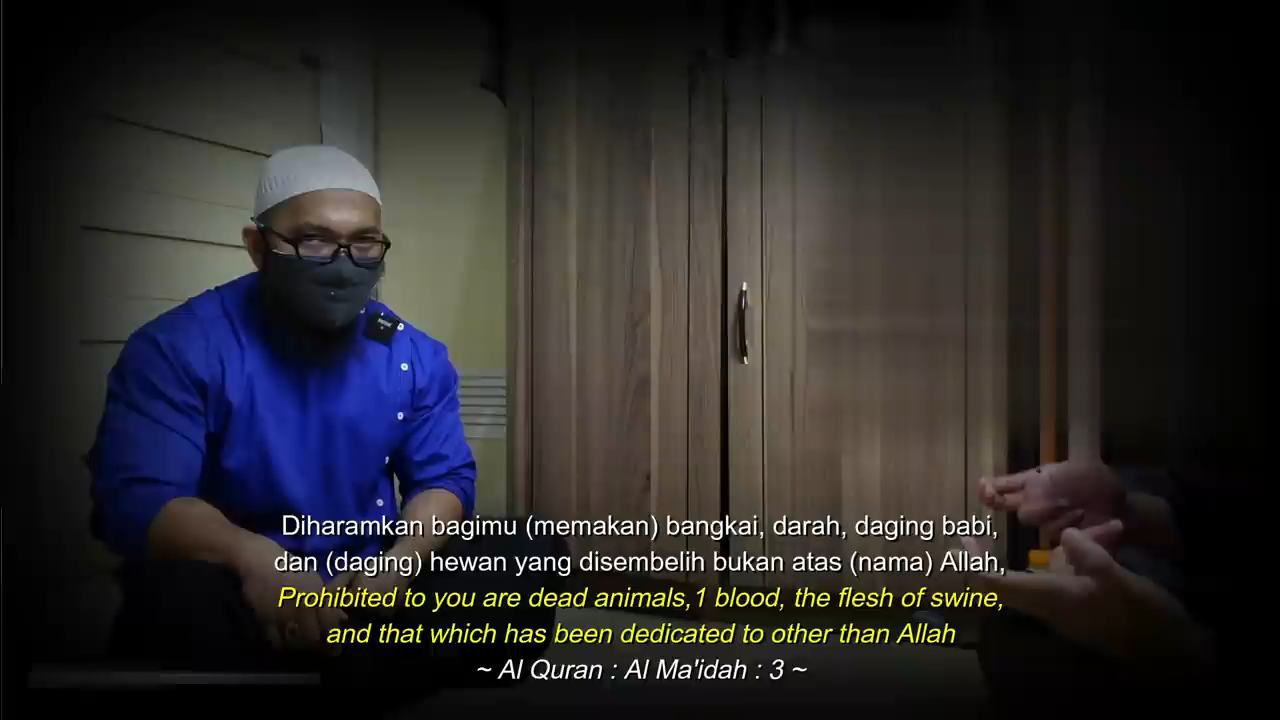 Diharamkan bagimu (memakan) bangkai, darah, daging babi,
dan (daging) hewan yang disembelih bukan atas (nama) Allah,
Prohibited to you are dead animals,1 blood, the flesh of swine,
and that which has been dedicated to other than Allah
~ Al Quran : Al Ma'idah : 3 ~